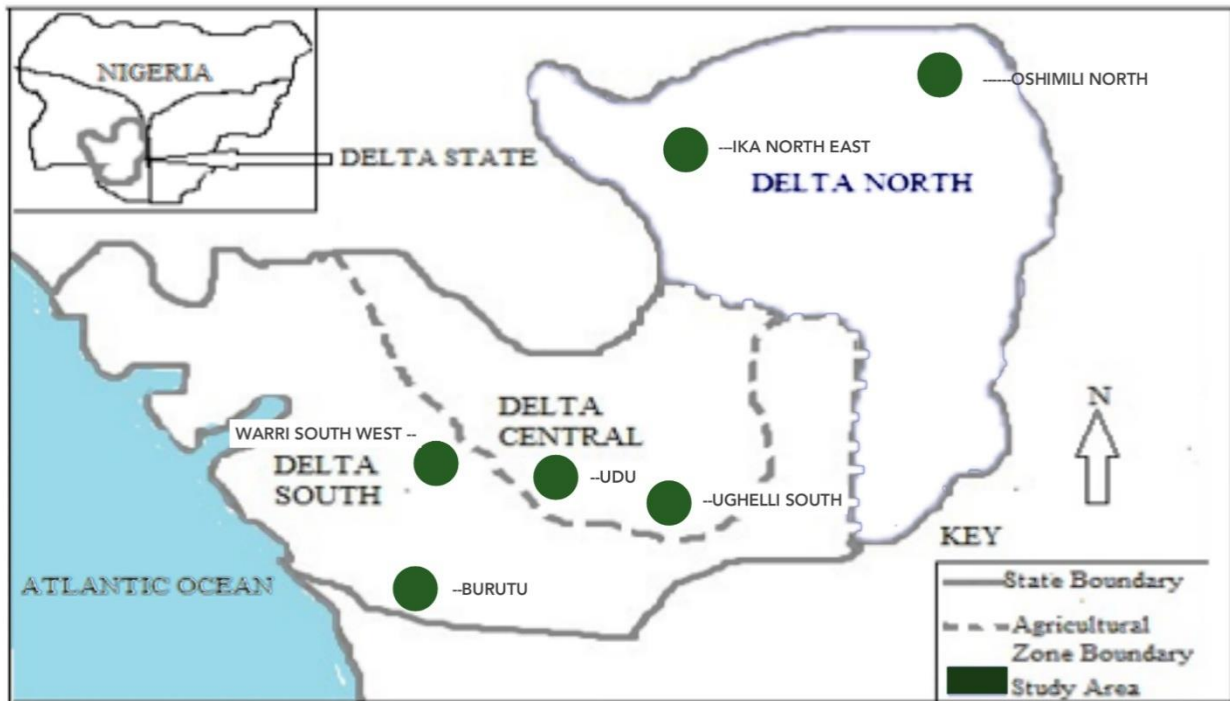 NIGERIA
DELTA STATE
------OSHIMILI NORTH
---IKA NORTH EAST
DELTA NORTH
DELTA
CENTRAL
WARRI SOUTH WEST --
DELTA
SOUTH
--UDU
--UGHELLI SOUTH
--BURUTU
ATLANTIC OCEAN
N
KEY
State Boundary
Agricultural
Zone Boundary
Study Area